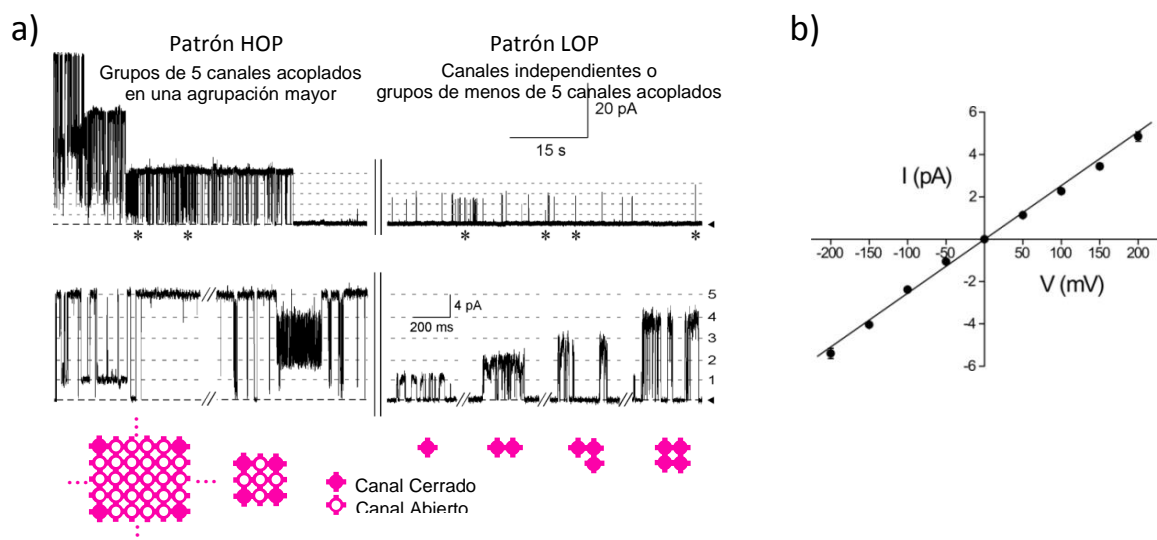 a)
Patrón HOP
Grupos de 5 canales acoplados
en una agrupación mayor
Patrón LOP
Canales independientes o
grupos de menos de 5 canales acoplados
20 pA
15 s
* *
* * * *
5
4
3
2
1
4 pA
200 ms
Canal Cerrado
Canal Abierto
b)
6
4
2
-2
-4
-6
I (pA)
-200 -150 -100 -50 50 100 150 200
V (mV)